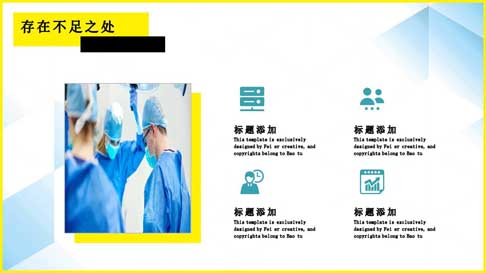 存在不足之处
标题添加
This template is exclusively
designed by Fei er creative, and
copyrights belong to Bao tu
标题添加
This template is exclusively
designed by Fei er creative, and
copyrights belong to Bao tu
标题添加
This template is exclusively
designed by Fei er creative, and
copyrights belong to Bao tu
标题添加
This template is exclusively
designed by Fei er creative, and
copyrights belong to Bao tu